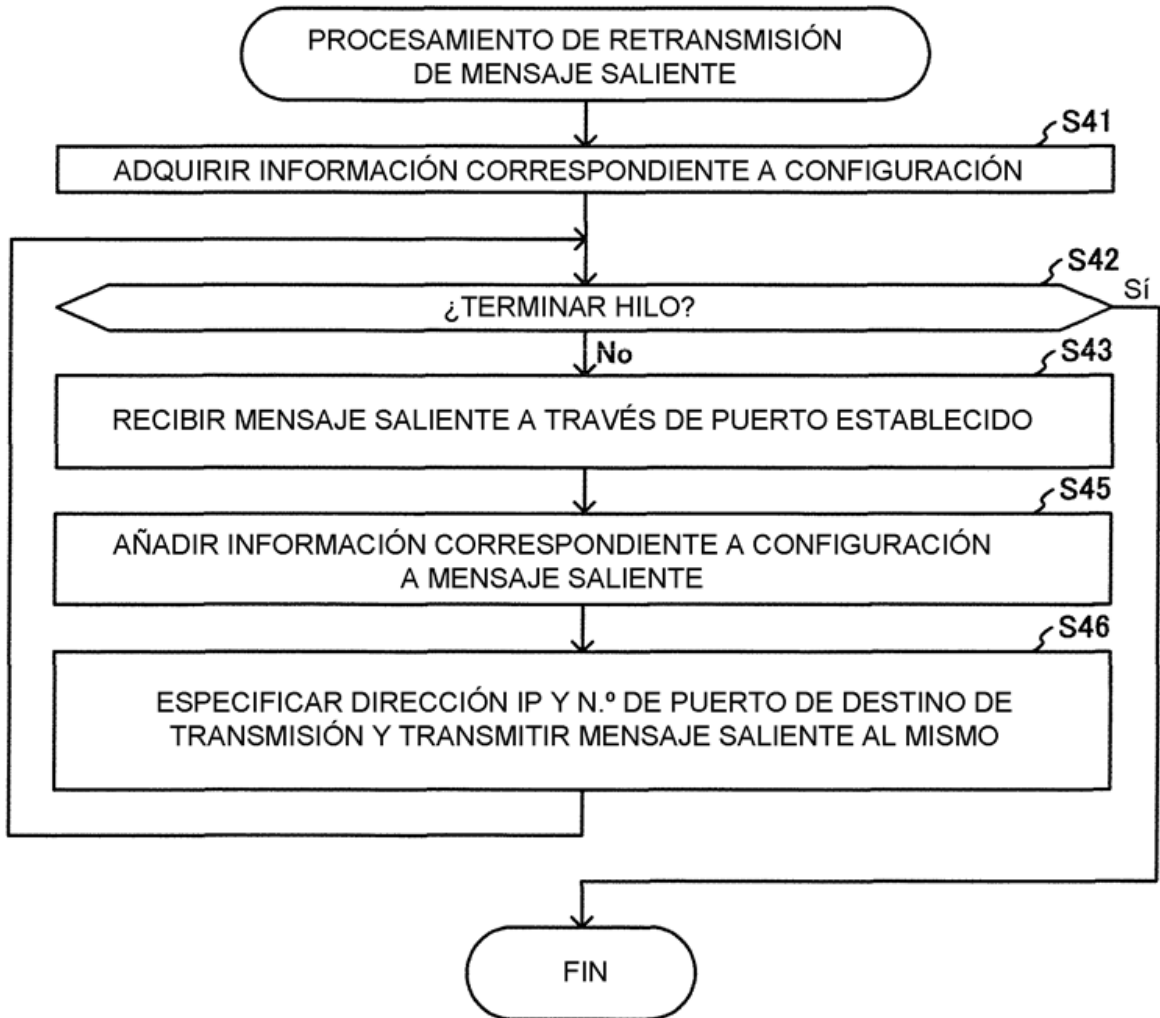 PROCESAMIENTO DE RETRANSMISIÓN
DE MENSAJE SALIENTE
S41
ADQUIRIR INFORMACIÓN CORRESPONDIENTE A CONFIGURACIÓN
S42
¿TERMINAR HILO?
Sí
No
S43
RECIBIR MENSAJE SALIENTE A TRAVÉS DE PUERTO ESTABLECIDO
S45
AÑADIR INFORMACIÓN CORRESPONDIENTE A CONFIGURACIÓN
A MENSAJE SALIENTE
S46
ESPECIFICAR DIRECCIÓN IP Y N.º DE PUERTO DE DESTINO DE
TRANSMISIÓN Y TRANSMITIR MENSAJE SALIENTE AL MISMO
FIN